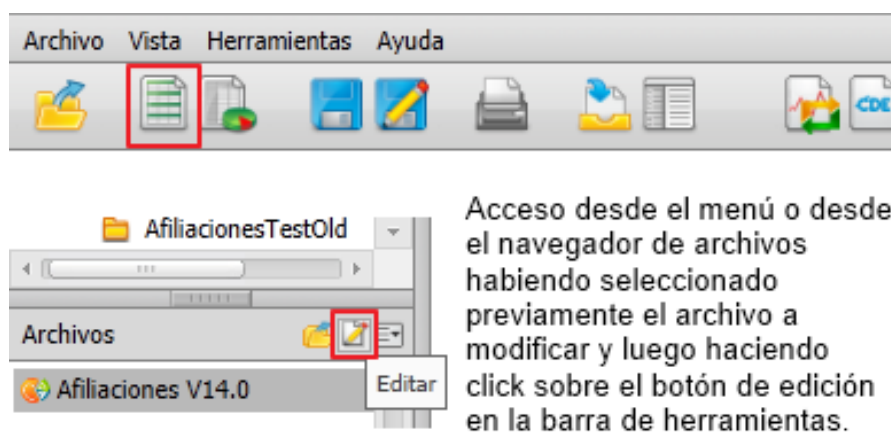 Archivo Vista Herramientas Ayuda
CDE
AfiliacionesTestOld
Archivos
Afiliaciones V14.0
Editar
Acceso desde el menú o desde
el navegador de archivos
habiendo seleccionado
previamente el archivo a
modificar y luego haciendo
click sobre el botón de edición
en la barra de herramientas.